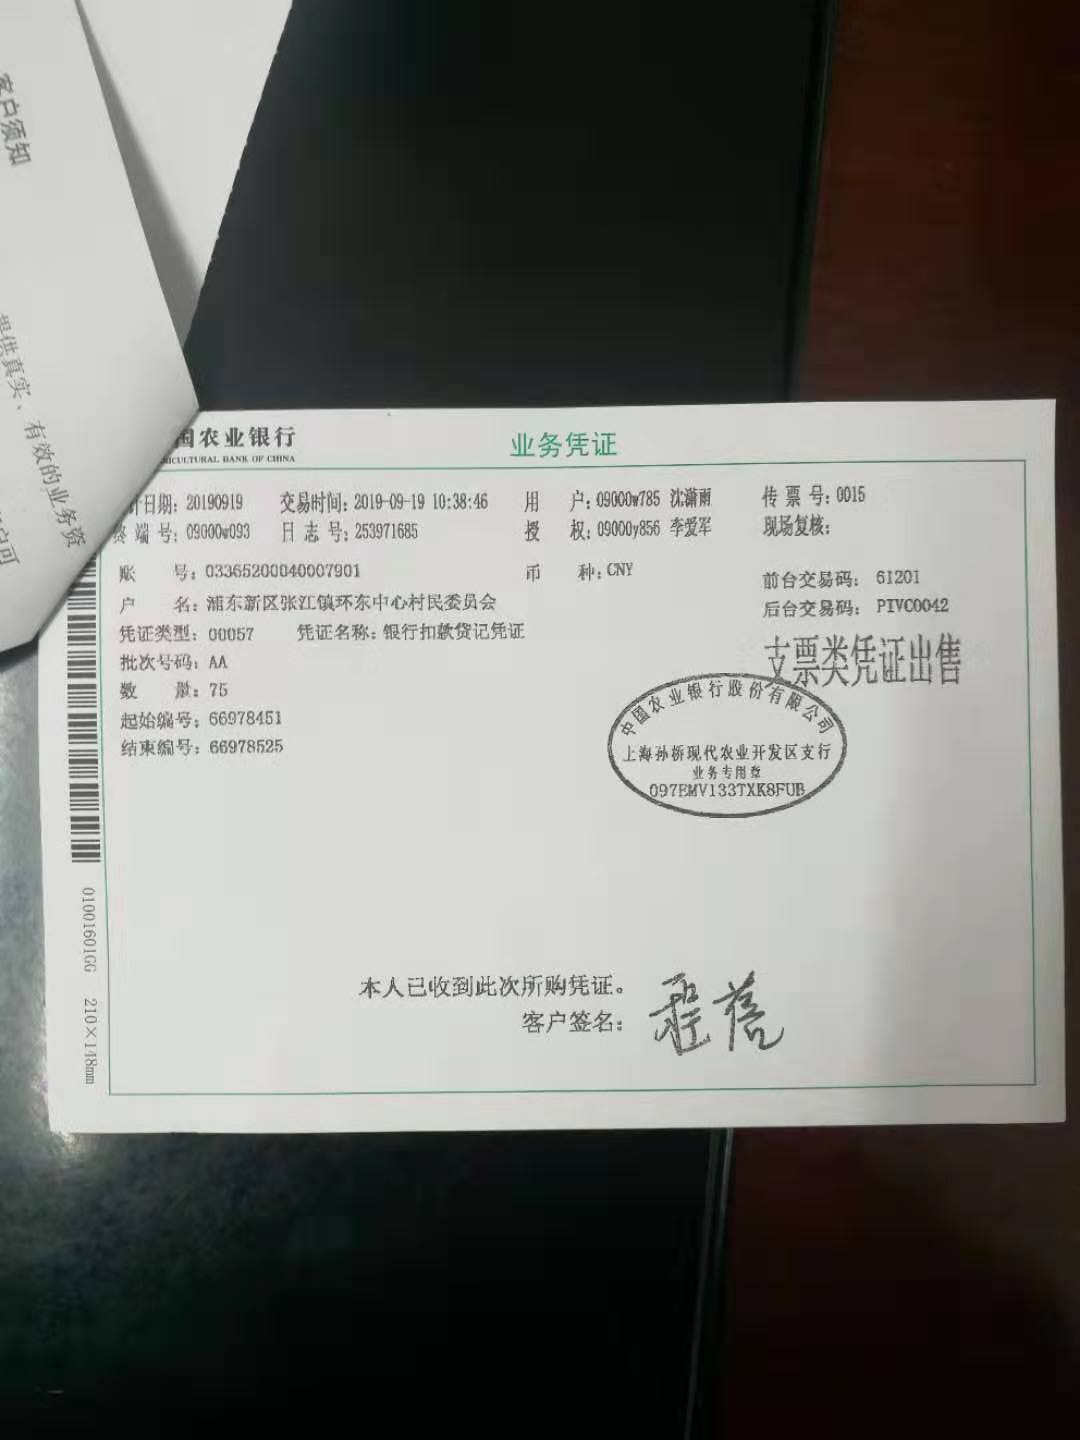 客户须知
提供真实、有效的业务资
国农业银行
ICULTURAL BANK OF CHINA
业务凭证
计日期: 20190919 交易时间: 2019-09-19 10:38:46 用 户: 09000w785 沈潇雨 传 票 号: 0015
终 端 号: 09000w093 日 志 号: 253971685 授 权: 09000y856 李爱军 现场复核:
账 号: 03365200040007901 币 种: CNY 前台交易码: 61201
户 名: 浦东新区张江镇环东中心村民委员会 后台交易码: PIVC0042
凭证类型: 00057 凭证名称: 银行扣款贷记凭证
支票类凭证出售
批次号码: AA
数 量: 75
起始编号: 66978451
结束编号: 66978525
中国农业银行股份有限公司
上海孙桥现代农业开发区支行
业务专用章
097EMV133TXK8FUB
本人已收到此次所购凭证。
客户签名:
01001601GG 210×148mm